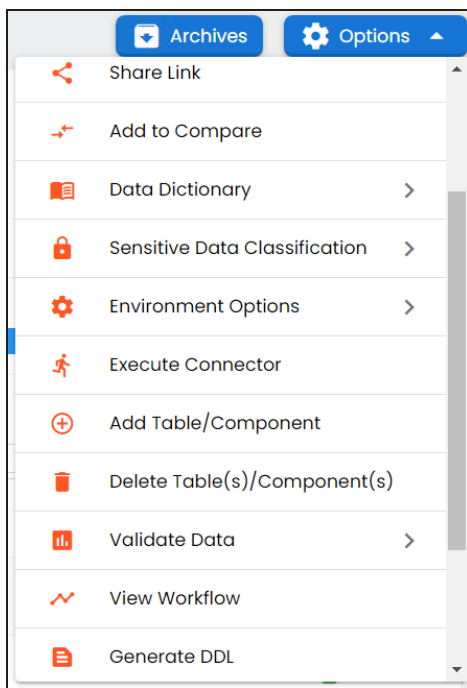 Archives
Options
Share Link
Add to Compare
Data Dictionary
Sensitive Data Classification
Environment Options
Execute Connector
Add Table/Component
Delete Table(s)/Component(s)
Validate Data
View Workflow
Generate DDL